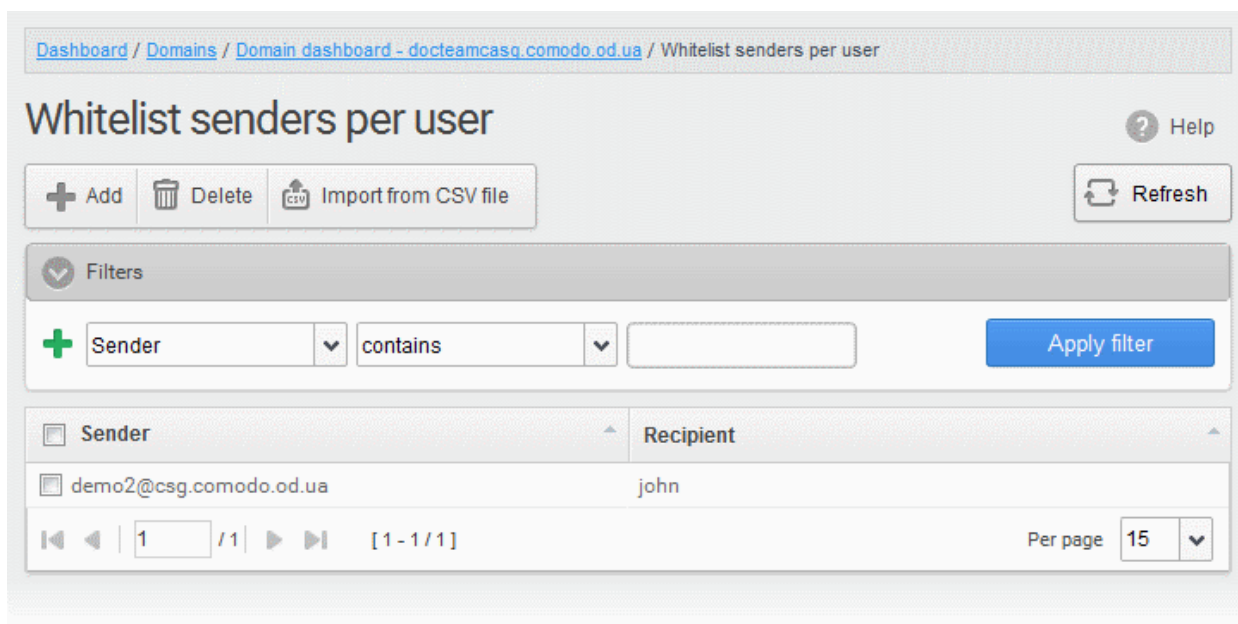 Dashboard / Domains / Domain dashboard - docteamcasg.comodo.od.ua / Whitelist senders per user
Whitelist senders per user
Help
Add Delete CSV Import from CSV file
Refresh
Filters
Sender contains Apply filter
Sender Recipient
demo2@csg.comodo.od.ua john
1 / 1 [ 1 - 1 / 1 ] Per page 15